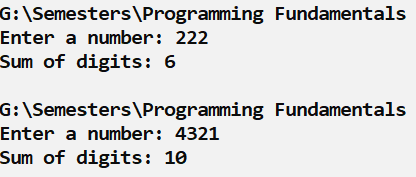 G:\Semesters\Programming Fundamentals
Enter a number: 222
Sum of digits: 6
G:\Semesters\Programming Fundamentals
Enter a number: 4321
Sum of digits: 10